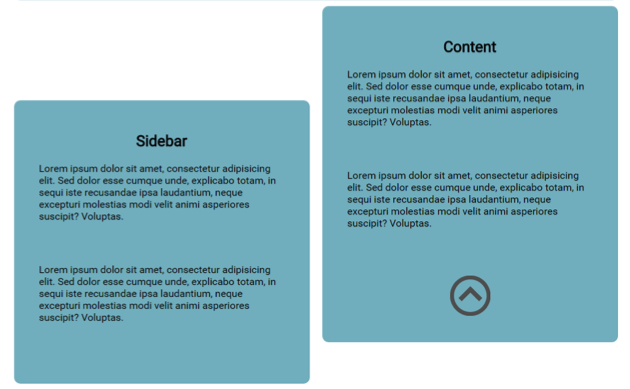 Sidebar
Lorem ipsum dolor sit amet, consectetur adipisicing
elit. Sed dolor esse cumque unde, explicabo totam, in
sequi iste recusandae ipsa laudantium, neque
excepturi molestias modi velit animi asperiores
suscipit? Voluptas.
Lorem ipsum dolor sit amet, consectetur adipisicing
elit. Sed dolor esse cumque unde, explicabo totam, in
sequi iste recusandae ipsa laudantium, neque
excepturi molestias modi velit animi asperiores
suscipit? Voluptas.
Content
Lorem ipsum dolor sit amet, consectetur adipisicing
elit. Sed dolor esse cumque unde, explicabo totam, in
sequi iste recusandae ipsa laudantium, neque
excepturi molestias modi velit animi asperiores
suscipit? Voluptas.
Lorem ipsum dolor sit amet, consectetur adipisicing
elit. Sed dolor esse cumque unde, explicabo totam, in
sequi iste recusandae ipsa laudantium, neque
excepturi molestias modi velit animi asperiores
suscipit? Voluptas.